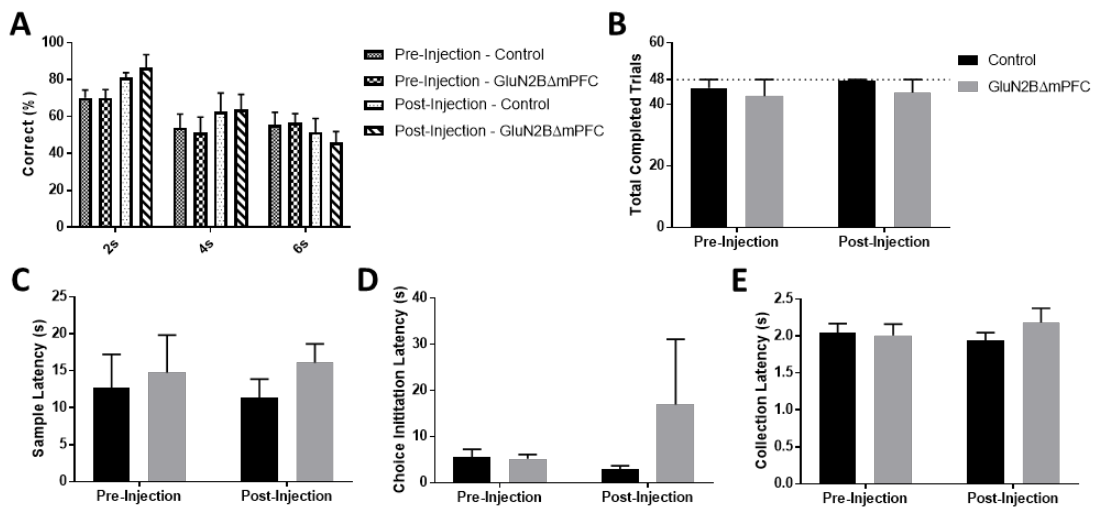 A
Correct (%)
100
80
60
40
20
0
2s
4s
6s
Pre-Injection - Control
Pre-Injection - GluN2BΔmPFC
Post-Injection - Control
Post-Injection - GluN2BΔmPFC
B
Total Completed Trials
60
48
40
20
0
Pre-Injection
Post-Injection
Control
GluN2BΔmPFC
C
Sample Latency (s)
25
20
15
10
5
0
Pre-Injection
Post-Injection
D
Choice Inititation Latency (s)
40
30
20
10
0
Pre-Injection
Post-Injection
E
Collection Latency (s)
2.5
2.0
1.5
1.0
0.5
0.0
Pre-Injection
Post-Injection